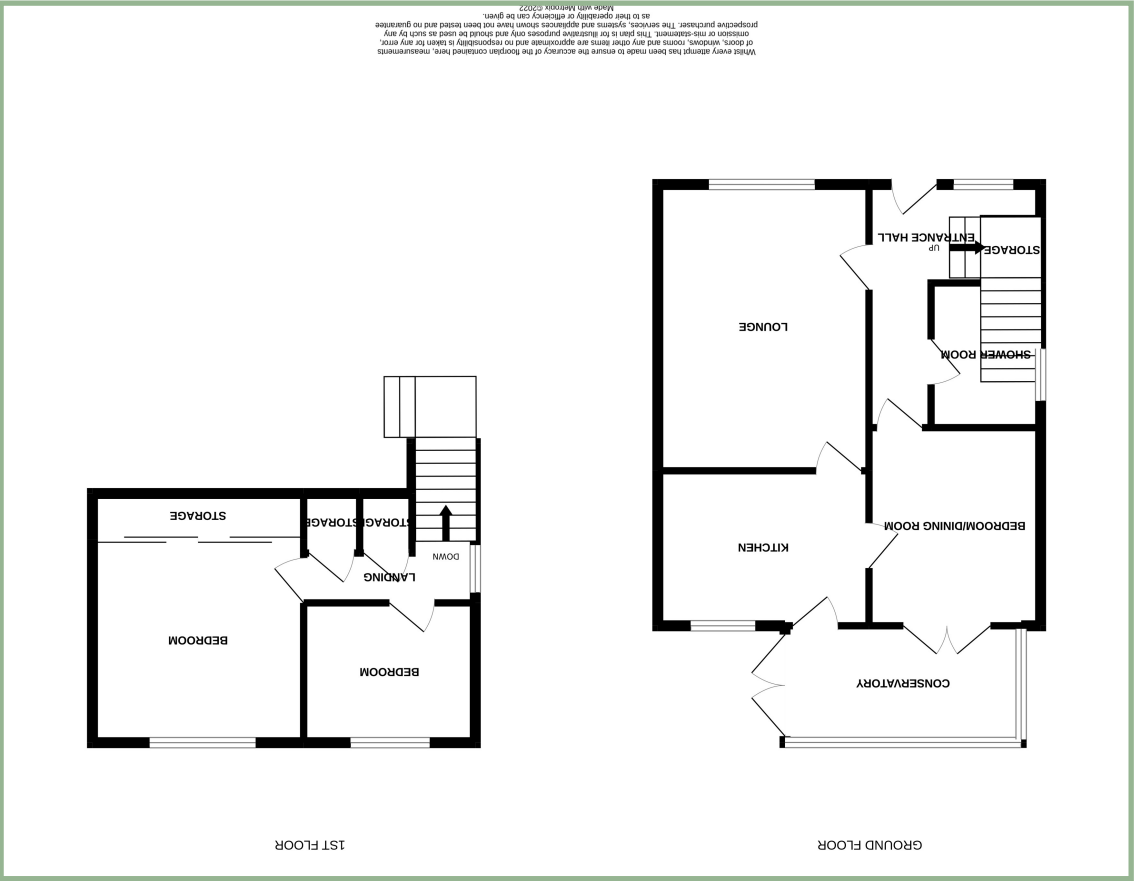 GROUND FLOOR
1ST FLOOR
CONSERVATORY
BEDROOM
BEDROOM
LANDING
DOWN
KITCHEN
BEDROOM/DINING ROOM
STORAGE
STORAGE
STORAGE
SHOWER ROOM
LOUNGE
STORAGE
UP
ENTRANCE HALL
Whilst every attempt has been made to ensure the accuracy of the floorplan contained here, measurements
of doors, windows, rooms and any other items are approximate and no responsibility is taken for any error,
omission or mis-statement. This plan is for illustrative purposes only and should be used as such by any
prospective purchaser. The services, systems and appliances shown have not been tested and no guarantee
as to their operability or efficiency can be given.
Made with Metropix ©2022